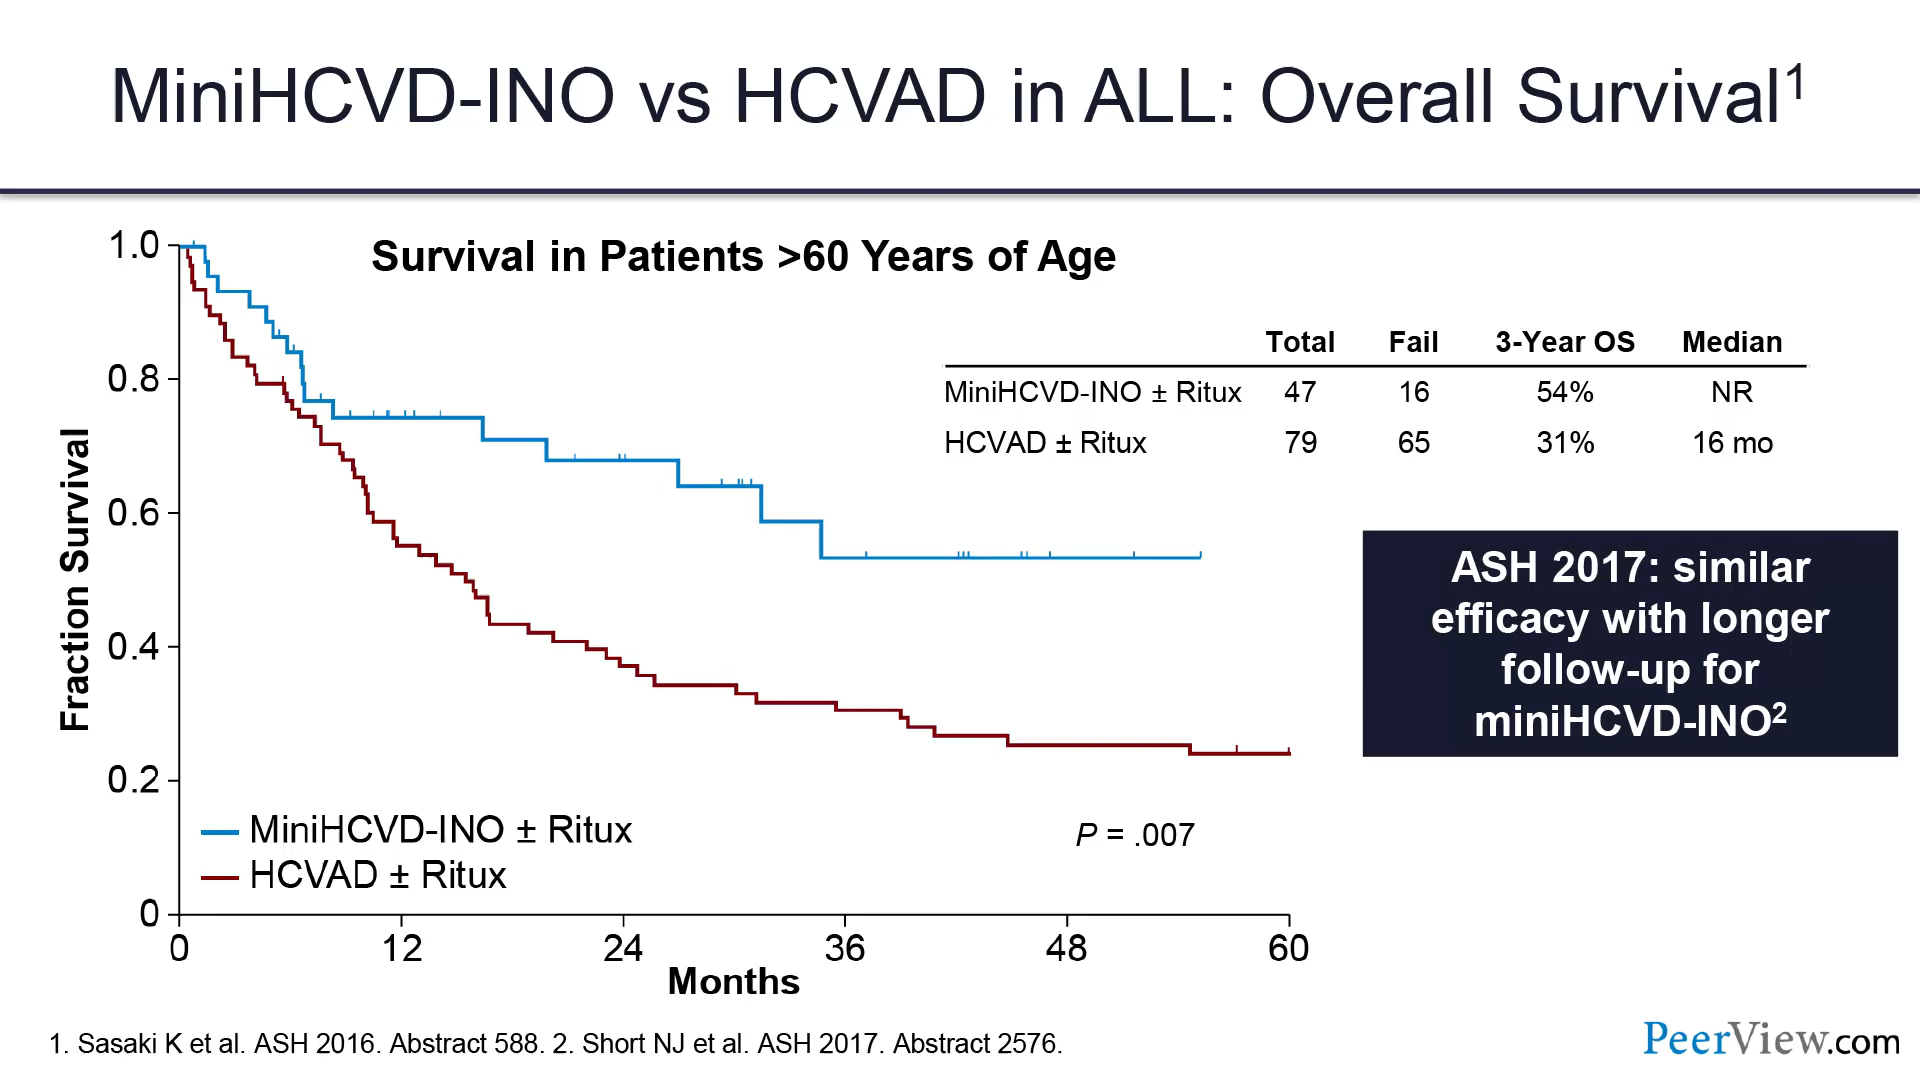 MiniHCVD-INO vs HCVAD in ALL: Overall Survival¹
Survival in Patients >60 Years of Age
Total Fail 3-Year OS Median
MiniHCVD-INO ± Ritux 47 16 54% NR
HCVAD ± Ritux 79 65 31% 16 mo
ASH 2017: similar
efficacy with longer
follow-up for
miniHCVD-INO²
Fraction Survival
1.0
0.8
0.6
0.4
0.2
0
MiniHCVD-INO ± Ritux
HCVAD ± Ritux
P = .007
0 12 24 36 48 60
Months
1. Sasaki K et al. ASH 2016. Abstract 588. 2. Short NJ et al. ASH 2017. Abstract 2576.
PeerView.com